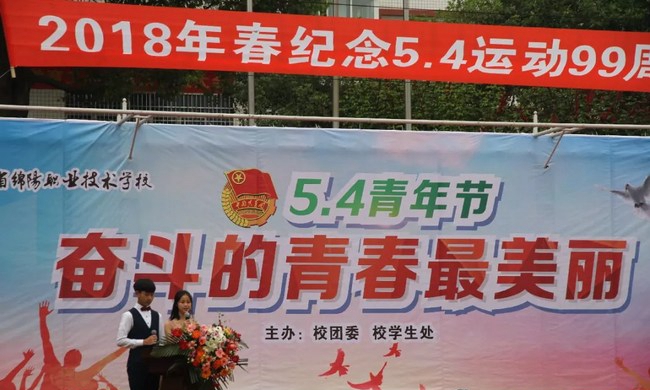 2018年春纪念5.4运动99周
省绵阳职业技术学校
5.4青年节
奋斗的青春最美丽
主办：校团委 校学生处